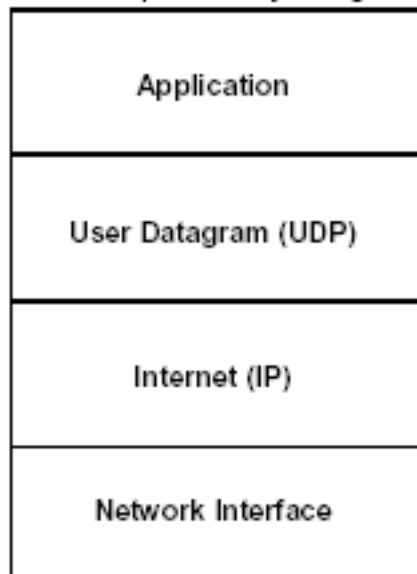 Application
User Datagram (UDP)
Internet (IP)
Network Interface